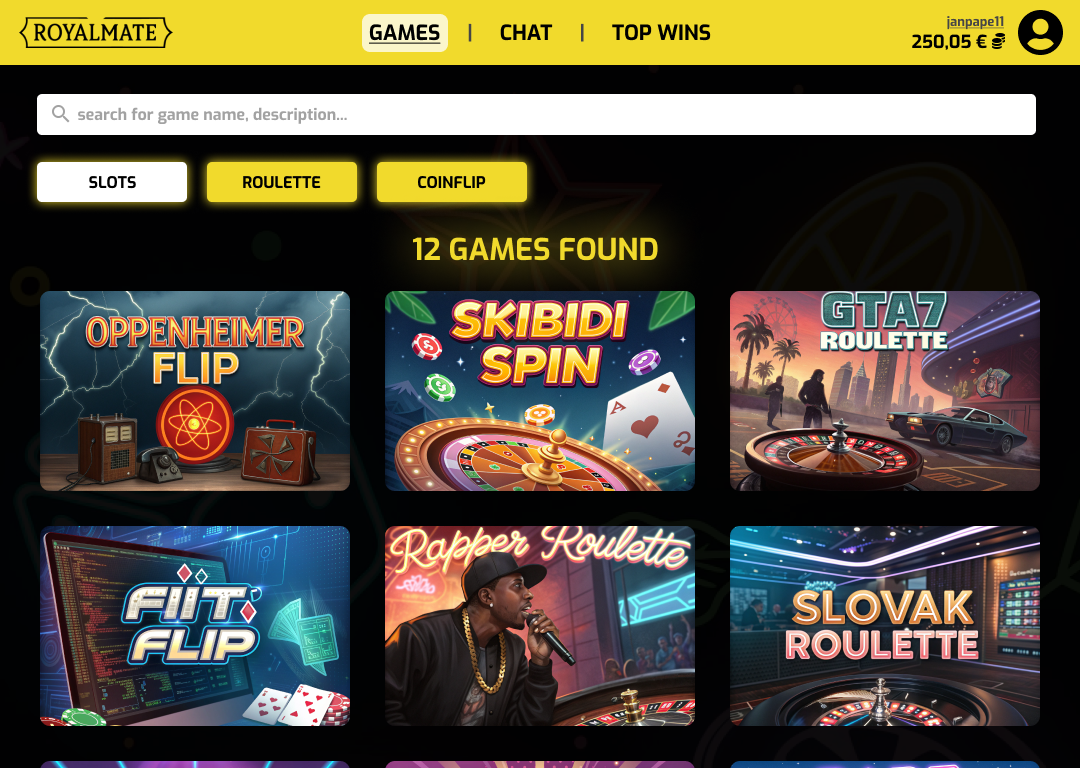 ROYALMATE
GAMES | CHAT | TOP WINS
janpape11
250,05 €
search for game name, description...
SLOTS
ROULETTE
COINFLIP
12 GAMES FOUND
OPPENHEIMER
FLIP
SKIBIDI
SPIN
A
GTA7
ROULETTE
FIIT
FLIP
Rapper Roulette
SLOVAK
ROULETTE